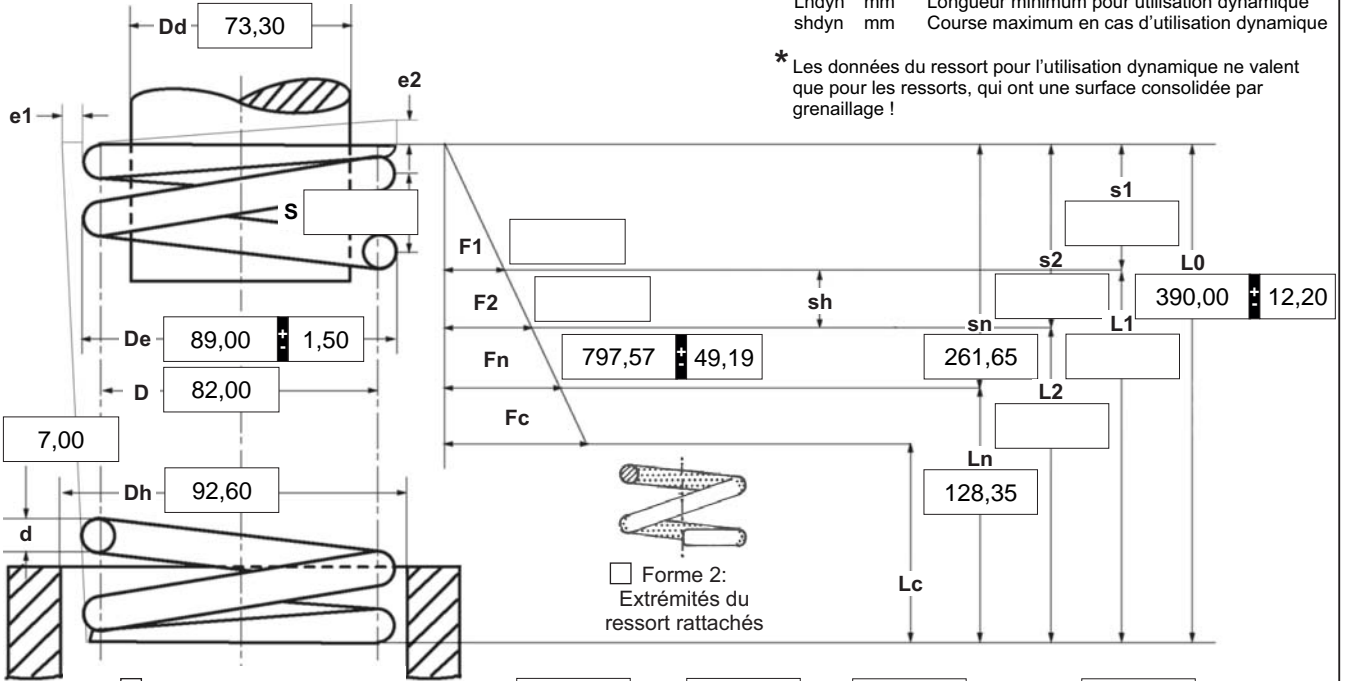 Lhdyn mm Longueur minimum pour utilisation dynamique
shdyn mm Course maximum en cas d'utilisation dynamique
* Les données du ressort pour l'utilisation dynamique ne valent
que pour les ressorts, qui ont une surface consolidée par
grenaillage !
Dd 73,30
e2
e1
s1
S
F1
s2
L0
F2
sh
390,00 + - 12,20
sn
L1
De 89,00 + - 1,50
Fn 797,57 + - 49,19
261,65
D 82,00
L2
Fc
7,00
Ln
Dh 92,60
128,35
d
Forme 2:
Lc
Extrémités du
ressort rattachés